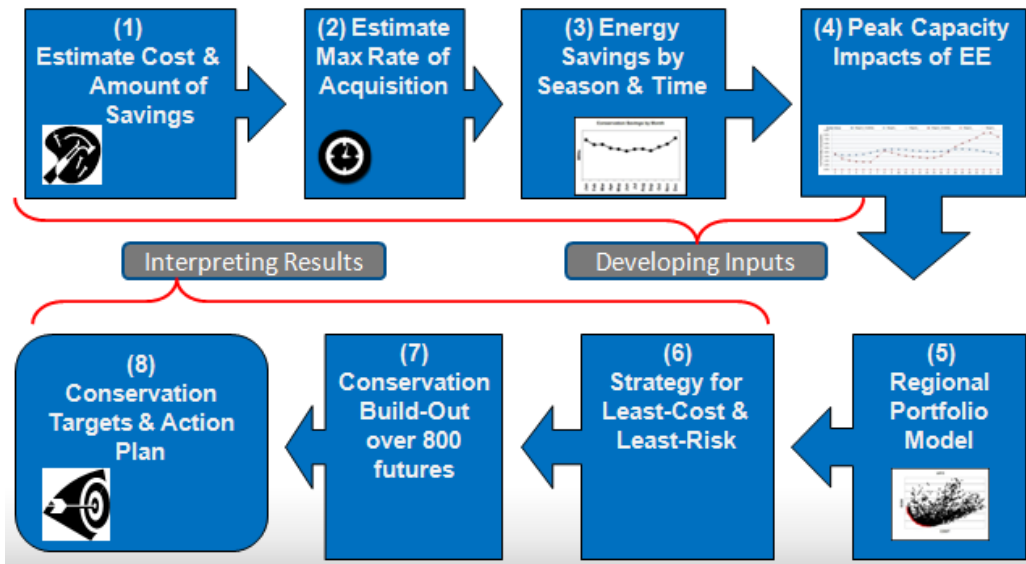 (1)
Estimate Cost &
Amount of
Savings
(2) Estimate
Max Rate of
Acquisition
(3) Energy
Savings by
Season & Time
Conservation Savings by Month
(4) Peak Capacity
Impacts of EE
Interpreting Results
Developing Inputs
(8)
Conservation
Targets & Action
Plan
(7)
Conservation
Build-Out
over 800
futures
(6)
Strategy for
Least-Cost &
Least-Risk
(5)
Regional
Portfolio
Model